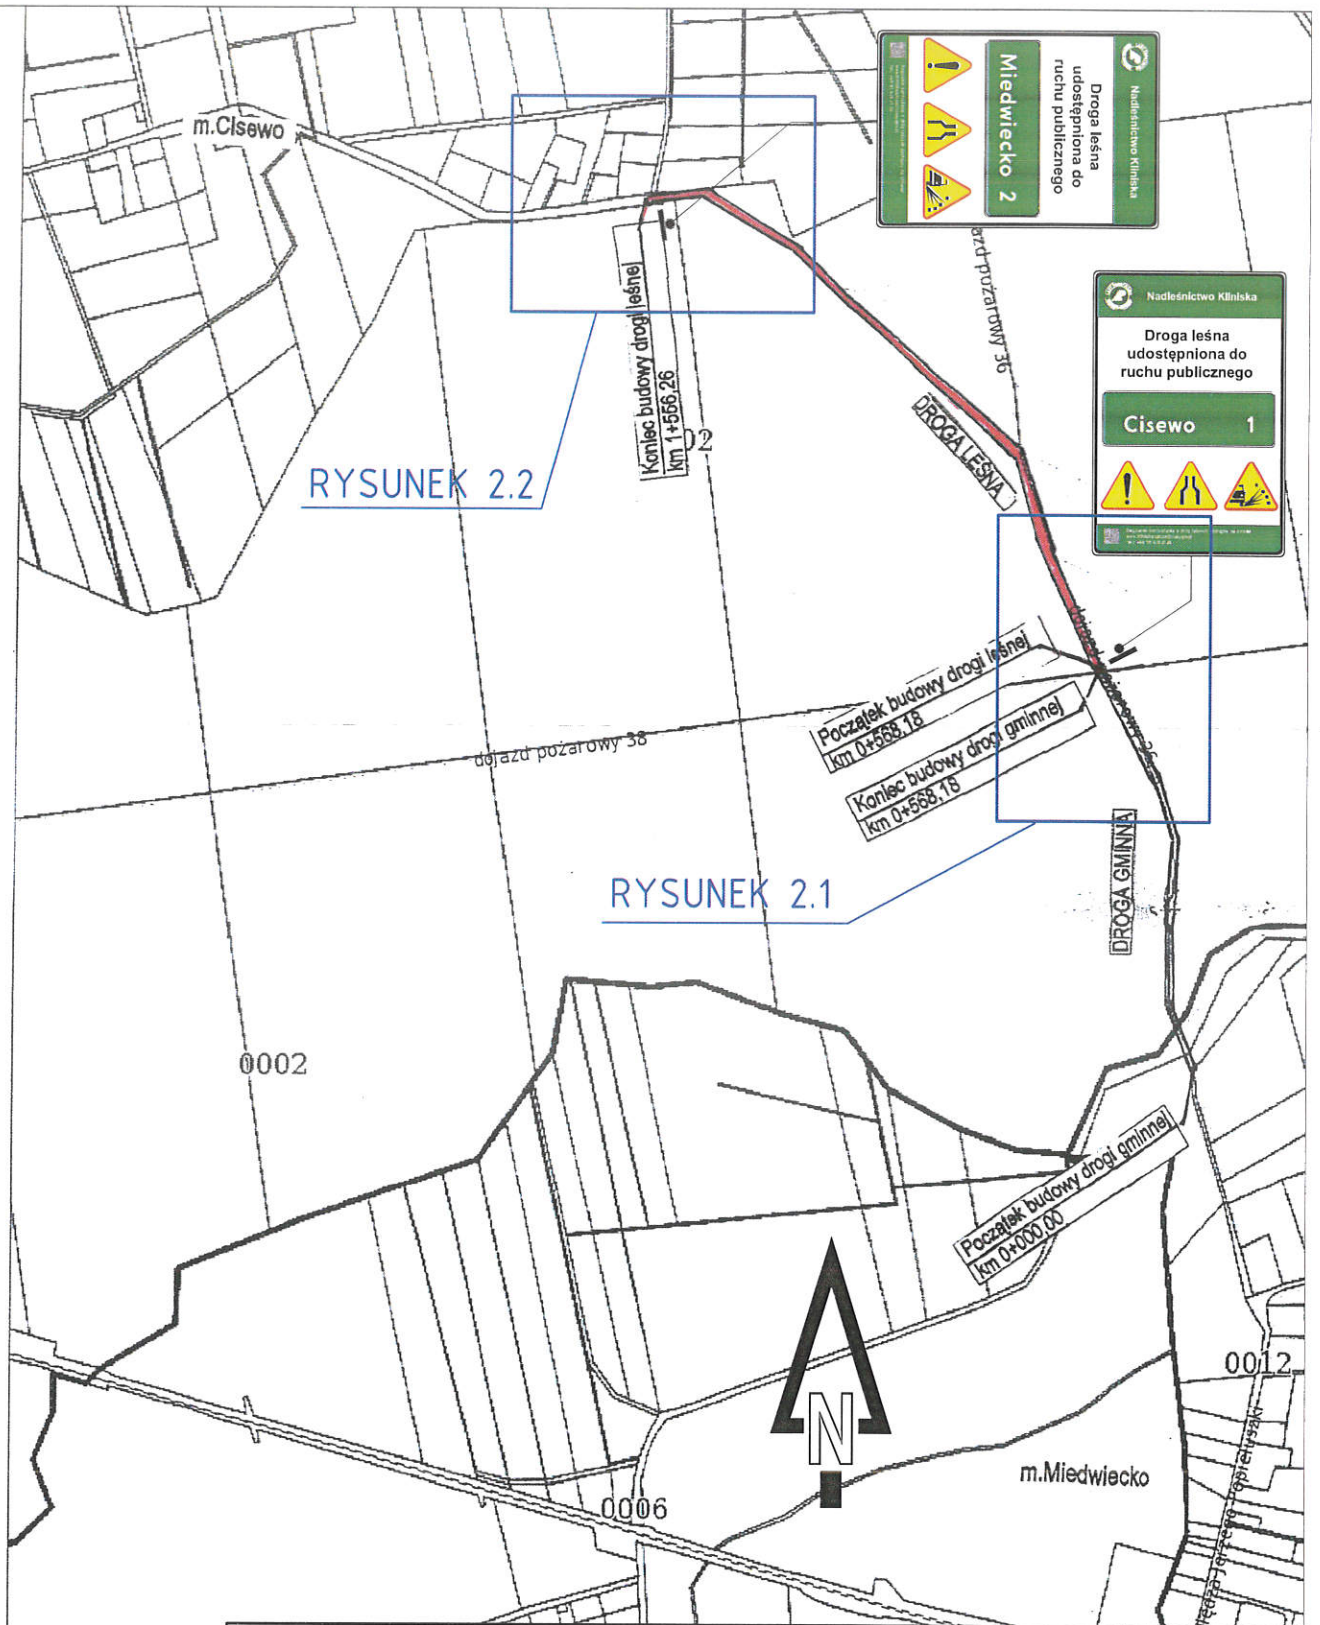 m.Cisewo
Nadleśnictwo Kliniska
Droga leśna
udostępniona do
ruchu publicznego
Miedwiecko 2
Nadleśnictwo Kliniska
Droga leśna
udostępniona do
ruchu publicznego
Cisewo 1
RYSUNEK 2.2
Koniec budowy drogi leśnej
km 1+556,26
02
pożarowy 36
DROGA LEŚNA
Początek budowy drogi leśnej
km 0+568,18
Koniec budowy drogi gminnej
km 0+568,18
dojazd pożarowy 38
RYSUNEK 2.1
DROGA GMINNA
0002
Początek budowy drogi gminnej
km 0+000,00
N
0012
m.Miedwiecko
0006
Jerzego Popiełuszki